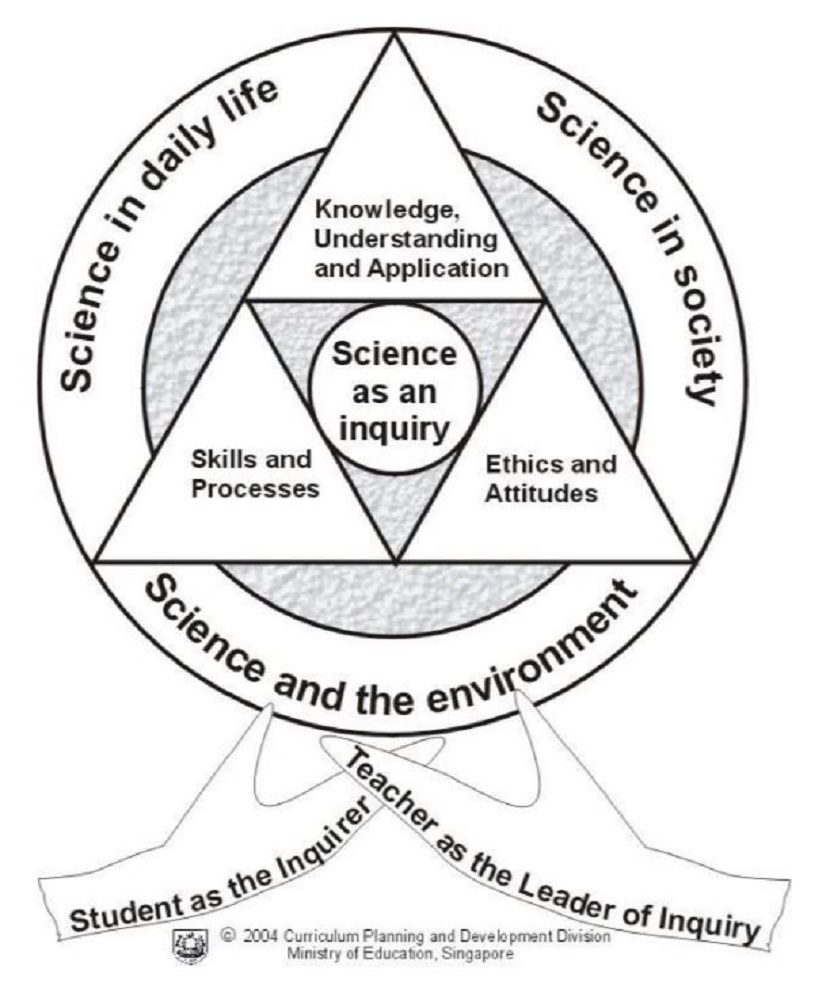 Science in daily life
Science in society
Knowledge,
Understanding
and Application
Science
as an
inquiry
Skills and
Processes
Ethics and
Attitudes
Science and the environment
Student as the Inquirer
Teacher as the Leader of Inquiry
© 2004 Curriculum Planning and Development Division
Ministry of Education, Singapore